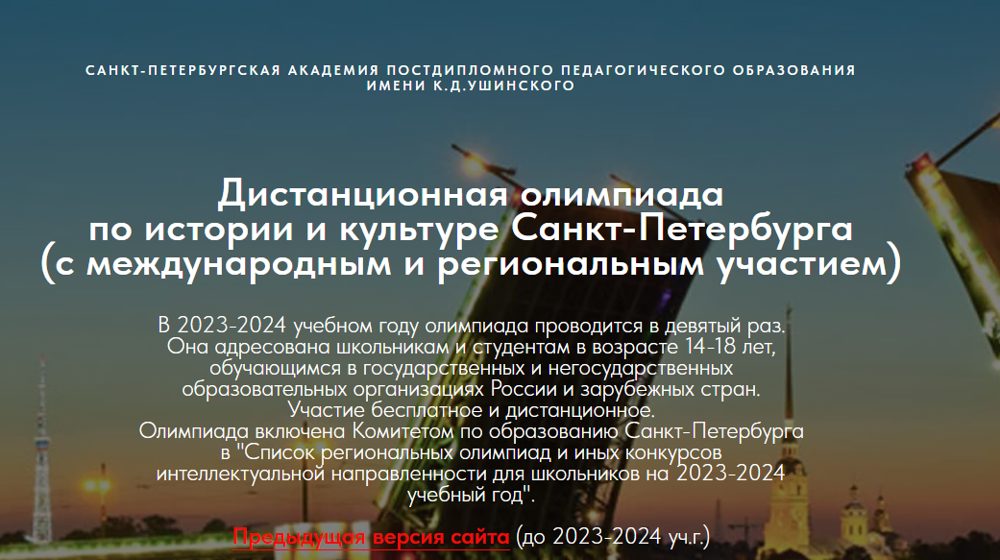 САНКТ-ПЕТЕРБУРГСКАЯ АКАДЕМИЯ ПОСТДИПЛОМНОГО ПЕДАГОГИЧЕСКОГО ОБРАЗОВАНИЯ
ИМЕНИ К.Д.УШИНСКОГО
Дистанционная олимпиада
по истории и культуре Санкт-Петербурга
(с международным и региональным участием)
В 2023-2024 учебном году олимпиада проводится в девятый раз.
Она адресована школьникам и студентам в возрасте 14-18 лет,
обучающимся в государственных и негосударственных
образовательных организациях России и зарубежных стран.
Участие бесплатное и дистанционное.
Олимпиада включена Комитетом по образованию Санкт-Петербурга
в "Список региональных олимпиад и иных конкурсов
интеллектуальной направленности для школьников на 2023-2024
учебный год".
Предыдущая версия сайта (до 2023-2024 уч.г.)